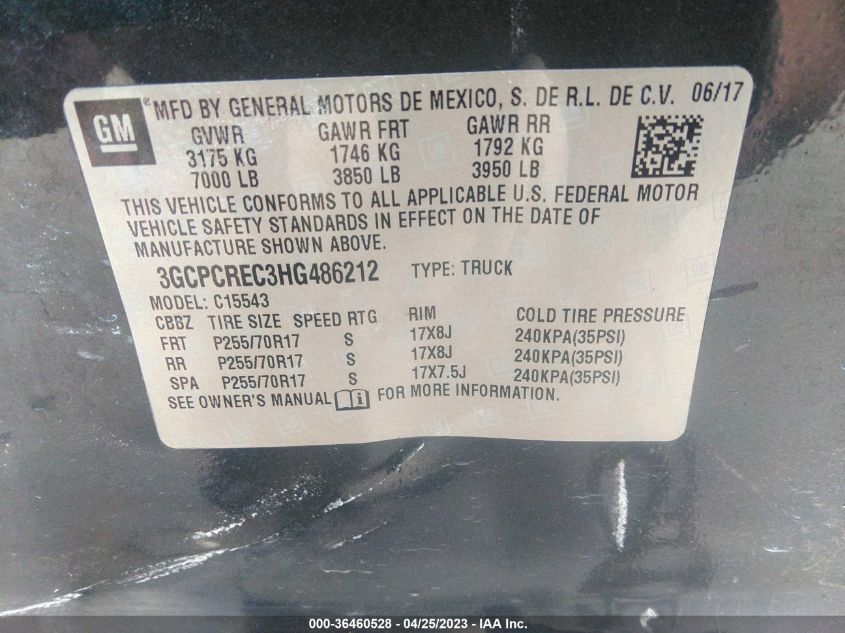 GM ® MFD BY GENERAL MOTORS DE MEXICO, S. DE R.L. DE C.V. 06/17
GVWR GAWR FRT GAWR RR
3175 KG 1746 KG 1792 KG
7000 LB 3850 LB 3950 LB
THIS VEHICLE CONFORMS TO ALL APPLICABLE U.S. FEDERAL MOTOR
VEHICLE SAFETY STANDARDS IN EFFECT ON THE DATE OF
MANUFACTURE SHOWN ABOVE.
3GCPCREC3HG486212 TYPE: TRUCK
MODEL: C15543
CBBZ TIRE SIZE SPEED RTG RIM COLD TIRE PRESSURE
FRT P255/70R17 S 17X8J 240KPA(35PSI)
RR P255/70R17 S 17X8J 240KPA(35PSI)
SPA P255/70R17 S 17X7.5J 240KPA(35PSI)
SEE OWNER'S MANUAL FOR MORE INFORMATION.
000-36460528 - 04/25/2023 - IAA Inc.